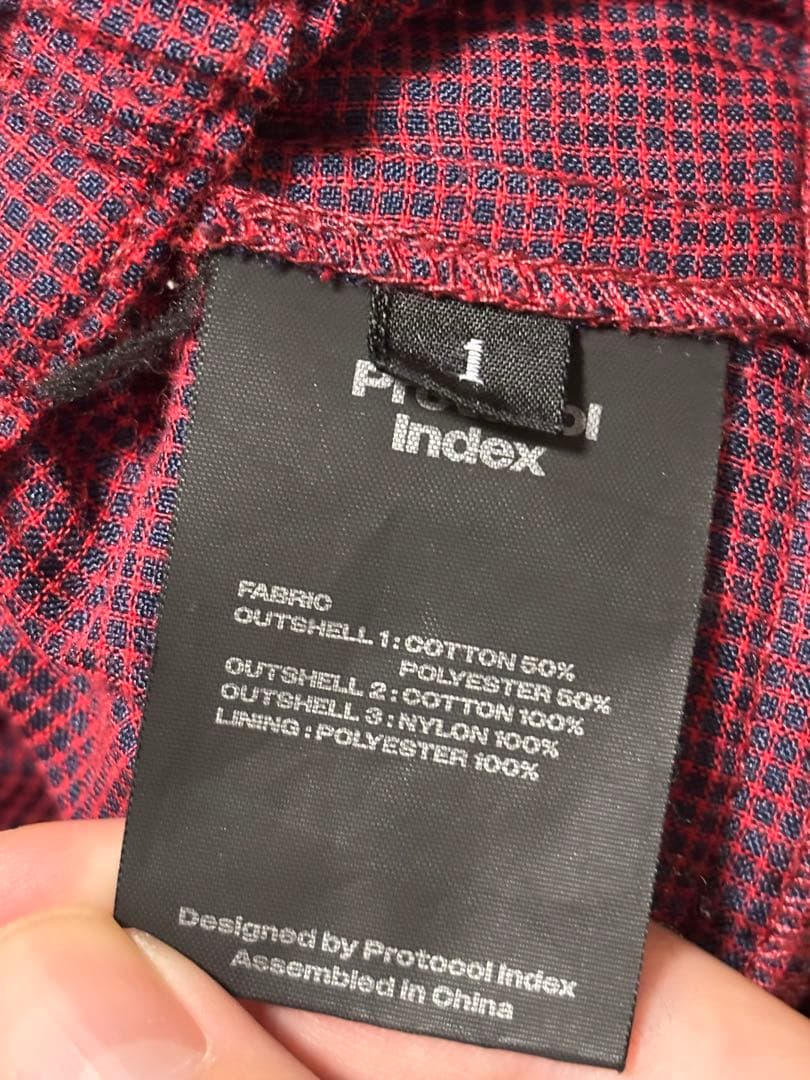 1
Protocol
Index
FABRIC
OUTSHELL 1 : COTTON 50%
POLYESTER 50%
OUTSHELL 2 : COTTON 100%
OUTSHELL 3 : NYLON 100%
LINING : POLYESTER 100%
Designed by Protocol Index
Assembled in China